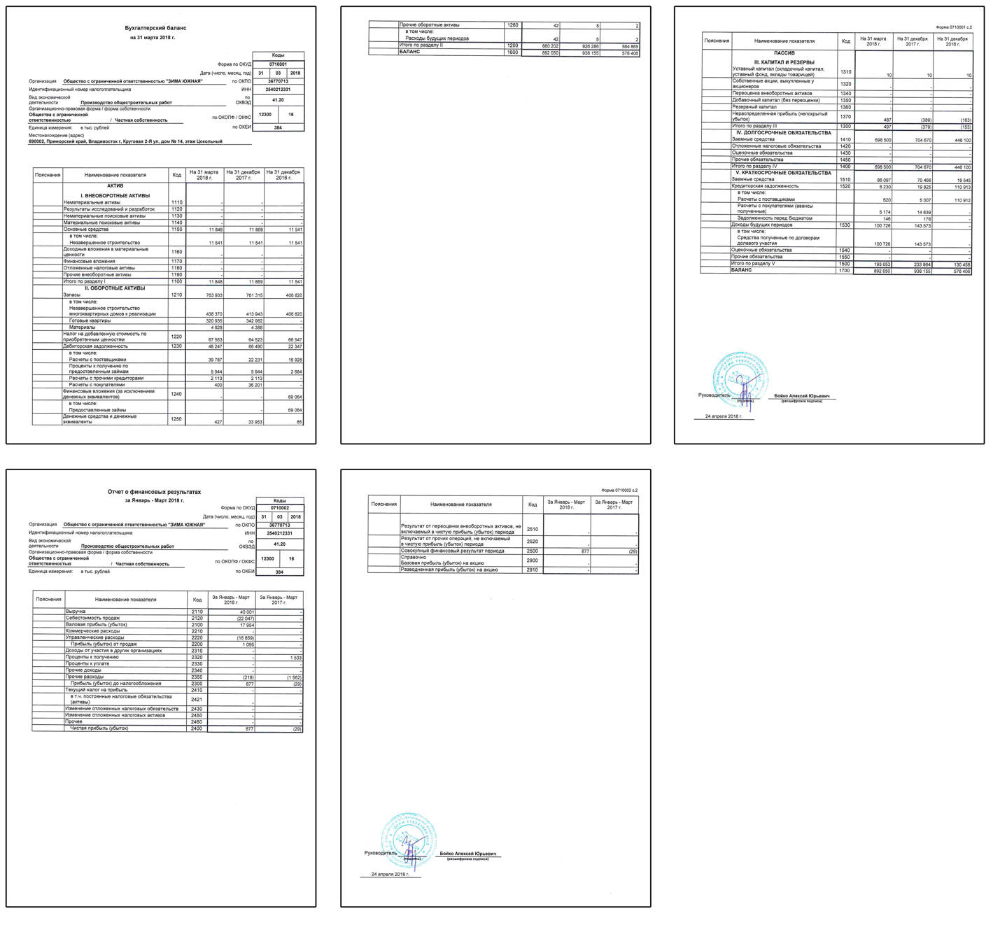 Бухгалтерский баланс
на 31 марта 2018 г.
Коды
Форма по ОКУД 0710001
Дата (число, месяц, год) 31 03 2018
Организация Общество с ограниченной ответственностью "ЗИМА ЮЖНАЯ" по ОКПО 36770713
Идентификационный номер налогоплательщика ИНН 2540212331
Вид экономической деятельности Производство общестроительных работ по ОКВЭД 41.20
Организационно-правовая форма / форма собственности
Общества с ограниченной ответственностью / Частная собственность по ОКОПФ / ОКФС 12300 16
Единица измерения: в тыс. рублей по ОКЕИ 384
Местонахождение (адрес)
690002, Приморский край, Владивосток г, Круговая 2-Я ул, дом № 14, этаж Цокольный
Пояснения Наименование показателя Код На 31 марта 2018 г. На 31 декабря 2017 г. На 31 декабря 2016 г.
АКТИВ
I. ВНЕОБОРОТНЫЕ АКТИВЫ
Нематериальные активы 1110 - - -
Результаты исследований и разработок 1120 - - -
Нематериальные поисковые активы 1130 - - -
Материальные поисковые активы 1140 - - -
Основные средства 1150 11 848 11 869 11 541
в том числе:
Незавершенное строительство 11 541 11 541 11 541
Доходные вложения в материальные ценности 1160 - - -
Финансовые вложения 1170 - - -
Отложенные налоговые активы 1180 - - -
Прочие внеоборотные активы 1190 - - -
Итого по разделу I 1100 11 848 11 869 11 541
II. ОБОРОТНЫЕ АКТИВЫ
Запасы 1210 763 933 761 315 406 820
в том числе:
Незавершенное строительство
многоквартирных домов к реализации 438 370 413 943 406 820
Готовые квартиры 320 935 342 982 -
Материалы 4 628 4 388 -
Налог на добавленную стоимость по
приобретенным ценностям 1220 67 553 64 523 66 547
Дебиторская задолженность 1230 48 247 66 490 22 347
в том числе:
Расчеты с поставщиками 39 787 22 231 16 928
Проценты к получению по
предоставленным займам 5 944 5 944 2 684
Расчеты с прочими кредиторами 2 113 2 113 -
Расчеты с покупателями 400 36 201 -
Финансовые вложения (за исключением
денежных эквивалентов) 1240 - - 69 064
в том числе:
Предоставленные займы - - 69 064
Денежные средства и денежные
эквиваленты 1250 427 33 953 85
Прочие оборотные активы 1260 42 5 2
в том числе:
Расходы будущих периодов 42 5 2
Итого по разделу II 1200 880 202 926 286 564 865
БАЛАНС 1600 892 050 938 155 576 406
Форма 0710001 с.2
Пояснения Наименование показателя Код На 31 марта 2018 г. На 31 декабря 2017 г. На 31 декабря 2016 г.
ПАССИВ
III. КАПИТАЛ И РЕЗЕРВЫ
Уставный капитал (складочный капитал,
уставный фонд, вклады товарищей) 1310 10 10 10
Собственные акции, выкупленные у
акционеров 1320 - - -
Переоценка внеоборотных активов 1340 - - -
Добавочный капитал (без переоценки) 1350 - - -
Резервный капитал 1360 - - -
Нераспределенная прибыль (непокрытый
убыток) 1370 487 (389) (163)
Итого по разделу III 1300 497 (379) (153)
IV. ДОЛГОСРОЧНЫЕ ОБЯЗАТЕЛЬСТВА
Заемные средства 1410 698 500 704 670 446 100
Отложенные налоговые обязательства 1420 - - -
Оценочные обязательства 1430 - - -
Прочие обязательства 1450 - - -
Итого по разделу IV 1400 698 500 704 670 446 100
V. КРАТКОСРОЧНЫЕ ОБЯЗАТЕЛЬСТВА
Заемные средства 1510 86 097 70 466 19 545
Кредиторская задолженность 1520 6 230 19 825 110 913
в том числе:
Расчеты с поставщиками 620 5 007 110 912
Расчеты с покупателями (авансы
полученные) 5 174 14 639 -
Задолженность перед бюджетом 146 178 -
Доходы будущих периодов 1530 100 726 143 573 -
в том числе:
Средства полученные по договорам
долевого участия 100 726 143 573 -
Оценочные обязательства 1540 - - -
Прочие обязательства 1550 - - -
Итого по разделу V 1500 193 053 233 864 130 458
БАЛАНС 1700 892 050 938 155 576 406
Руководитель Бойко Алексей Юрьевич
(подпись) (расшифровка подписи)
24 апреля 2018 г.
Отчет о финансовых результатах
за Январь - Март 2018 г.
Коды
Форма по ОКУД 0710002
Дата (число, месяц, год) 31 03 2018
Организация Общество с ограниченной ответственностью "ЗИМА ЮЖНАЯ" по ОКПО 36770713
Идентификационный номер налогоплательщика ИНН 2540212331
Вид экономической деятельности Производство общестроительных работ по ОКВЭД 41.20
Организационно-правовая форма / форма собственности
Общества с ограниченной ответственностью / Частная собственность по ОКОПФ / ОКФС 12300 16
Единица измерения: в тыс. рублей по ОКЕИ 384
Пояснения Наименование показателя Код За Январь - Март 2018 г. За Январь - Март 2017 г.
Выручка 2110 40 001 -
Себестоимость продаж 2120 (22 047) -
Валовая прибыль (убыток) 2100 17 954 -
Коммерческие расходы 2210 - -
Управленческие расходы 2220 (16 859) -
Прибыль (убыток) от продаж 2200 1 095 -
Доходы от участия в других организациях 2310 - -
Проценты к получению 2320 - 1 533
Проценты к уплате 2330 - -
Прочие доходы 2340 - -
Прочие расходы 2350 (218) (1 562)
Прибыль (убыток) до налогообложения 2300 877 (29)
Текущий налог на прибыль 2410 - -
в т.ч. постоянные налоговые обязательства
(активы) 2421 - -
Изменение отложенных налоговых обязательств 2430 - -
Изменение отложенных налоговых активов 2450 - -
Прочее 2460 - -
Чистая прибыль (убыток) 2400 877 (29)
Форма 0710002 с.2
Пояснения Наименование показателя Код За Январь - Март 2018 г. За Январь - Март 2017 г.
Результат от переоценки внеоборотных активов, не
включаемый в чистую прибыль (убыток) периода 2510 - -
Результат от прочих операций, не включаемый
в чистую прибыль (убыток) периода 2520 - -
Совокупный финансовый результат периода 2500 877 (29)
Справочно
Базовая прибыль (убыток) на акцию 2900 - -
Разводненная прибыль (убыток) на акцию 2910 - -
Руководитель Бойко Алексей Юрьевич
(подпись) (расшифровка подписи)
24 апреля 2018 г.